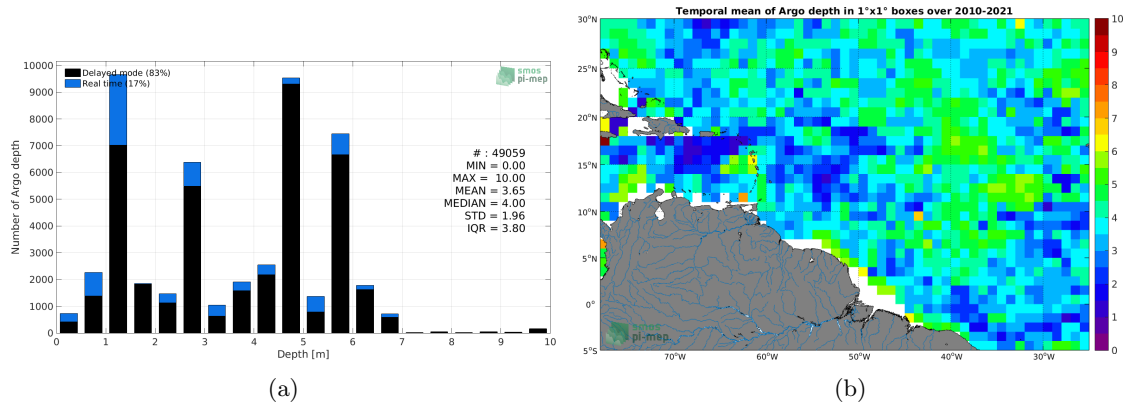 10000
9000
8000
7000
6000
5000
4000
3000
2000
1000
0
Number of Argo depth
Delayed mode (83%)
Real time (17%)
smos
pi-mep
# : 49059
MIN = 0.00
MAX = 10.00
MEAN = 3.65
MEDIAN = 4.00
STD = 1.96
IQR = 3.80
0 1 2 3 4 5 6 7 8 9 10
Depth [m]
(a)
Temporal mean of Argo depth in 1°x1° boxes over 2010-2021
30°N
25°N
20°N
15°N
10°N
5°N
0°
5°S
70°W 60°W 50°W 40°W 30°W
smos
pi-mep
10
9
8
7
6
5
4
3
2
1
0
(b)